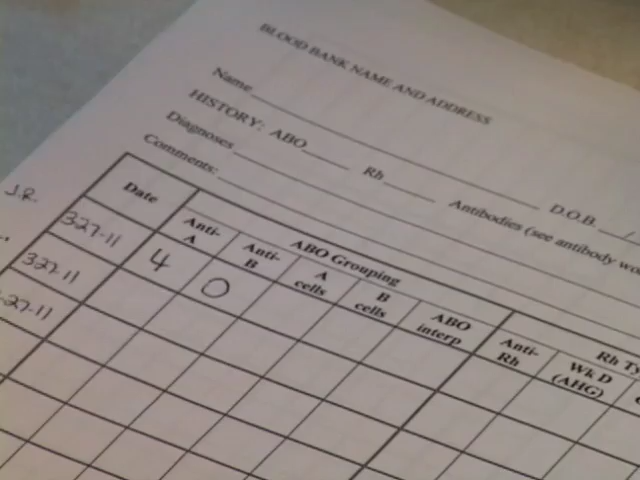 BLOOD BANK NAME AND ADDRESS
Name
D.O.B. /
HISTORY: ABO Rh Antibodies (see antibody
Diagnoses
Comments:
Date
ABO Grouping
Rh
Anti-A
Anti-B
A cells
B cells
ABO interp
Anti-Rh
Wk D (AHG)
J.R.
3-27-11
4
0
3-27-11
-27-11